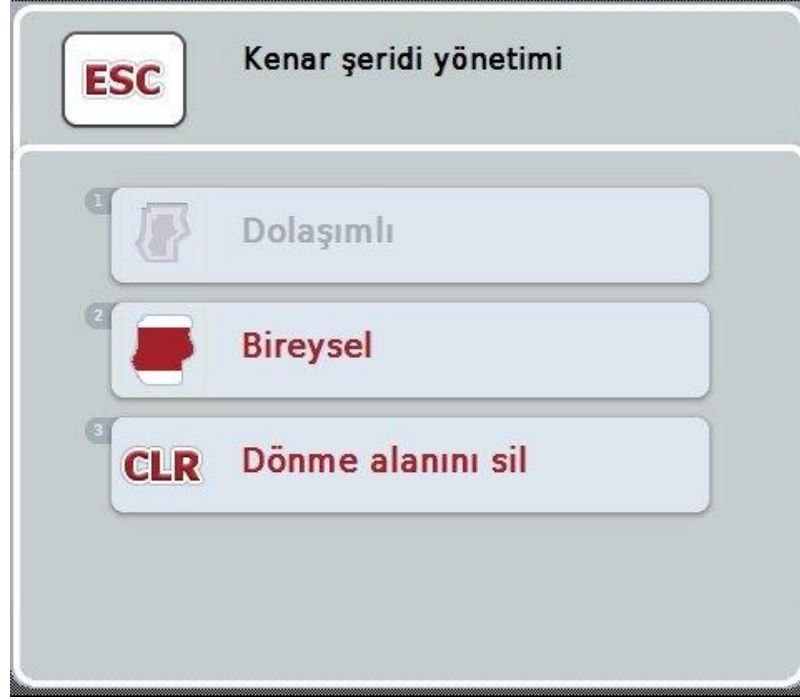 ESC
Kenar şeridi yönetimi
1
Dolaşımlı
2
Bireysel
3
CLR
Dönme alanını sil